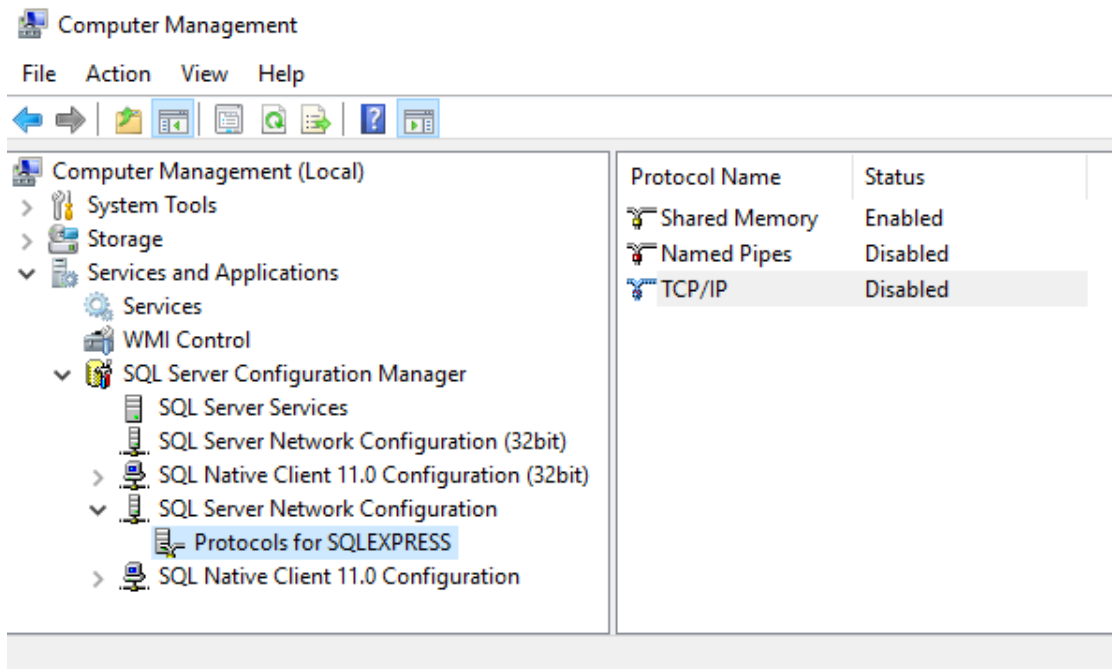 Computer Management
File Action View Help
Computer Management (Local)
System Tools
Storage
Services and Applications
Services
WMI Control
SQL Server Configuration Manager
SQL Server Services
SQL Server Network Configuration (32bit)
SQL Native Client 11.0 Configuration (32bit)
SQL Server Network Configuration
Protocols for SQLEXPRESS
SQL Native Client 11.0 Configuration
Protocol Name Status
Shared Memory Enabled
Named Pipes Disabled
TCP/IP Disabled